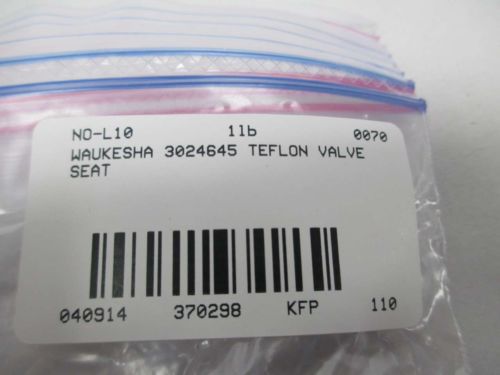 NO-L10 1lb 0070
WAUKESHA 3024645 TEFLON VALVE
SEAT
040914 370298 KFP 110